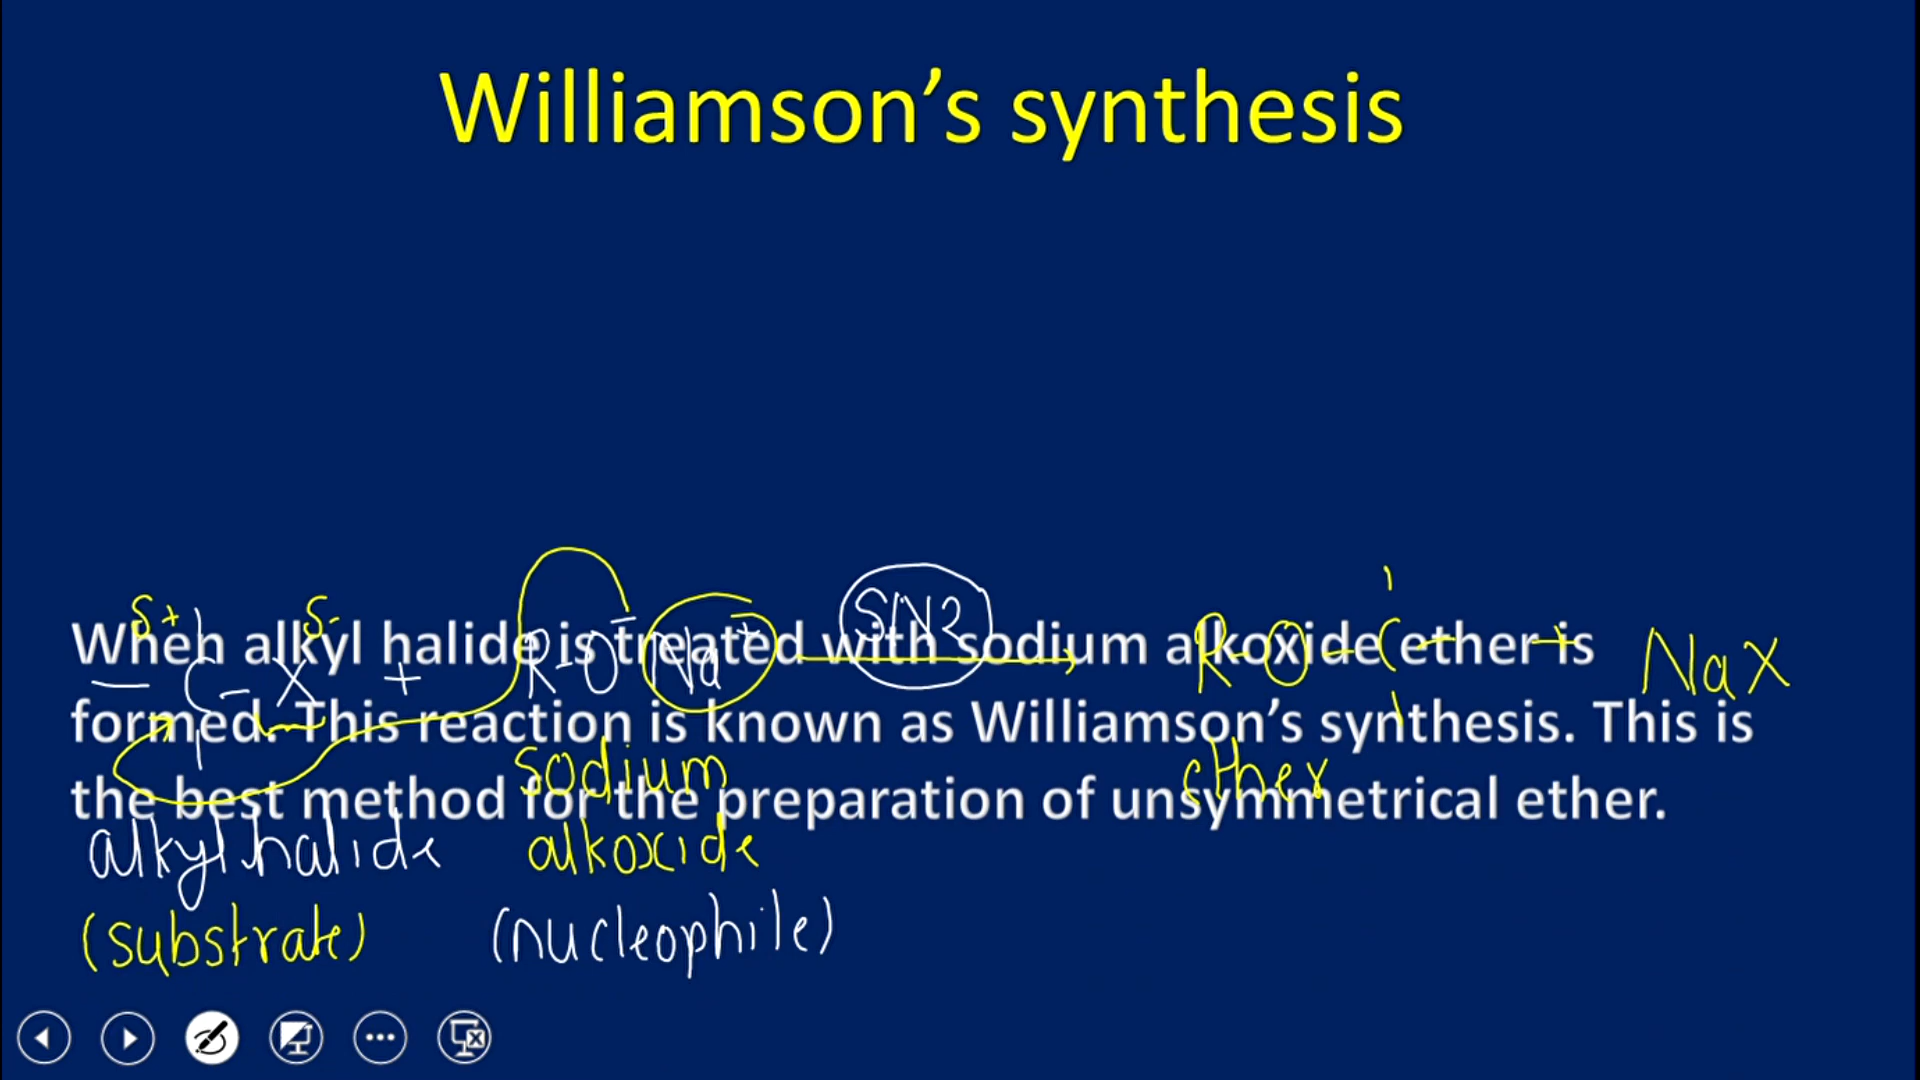 Williamson’s synthesis
δ+ δ-
When alkyl halide is treated with sodium alkoxide ether is
- C - X + R-O⁻ Na⁺ SN2 R-O-C- + NaX
formed. This reaction is known as Williamson’s synthesis. This is
sodium ether
the best method for the preparation of unsymmetrical ether.
alkyl halide alkoxide
(substrate) (nucleophile)